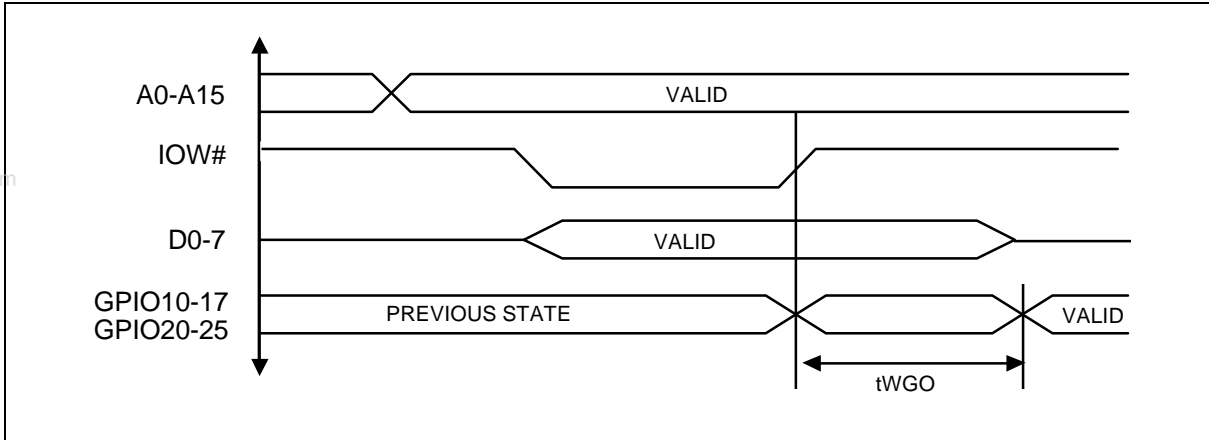 A0-A15
VALID
IOW#
m
D0-7
VALID
GPIO10-17
GPIO20-25
PREVIOUS STATE
VALID
tWGO